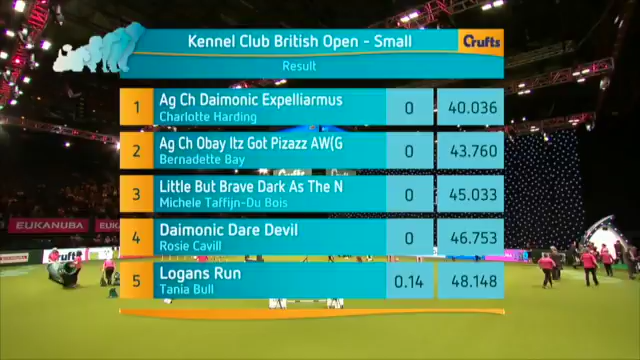 Kennel Club British Open - Small
Crufts
Result
1 Ag Ch Daimonic Expelliarmus 0 40.036
Charlotte Harding
2 Ag Ch Obay Itz Got Pizazz AW(G 0 43.760
Bernadette Bay
3 Little But Brave Dark As The N 0 45.033
Michele Taffijn-Du Bois
4 Daimonic Dare Devil 0 46.753
Rosie Cavill
5 Logans Run 0.14 48.148
Tania Bull
EUKANUBA
EUKANUBA
Crufts
Crufts